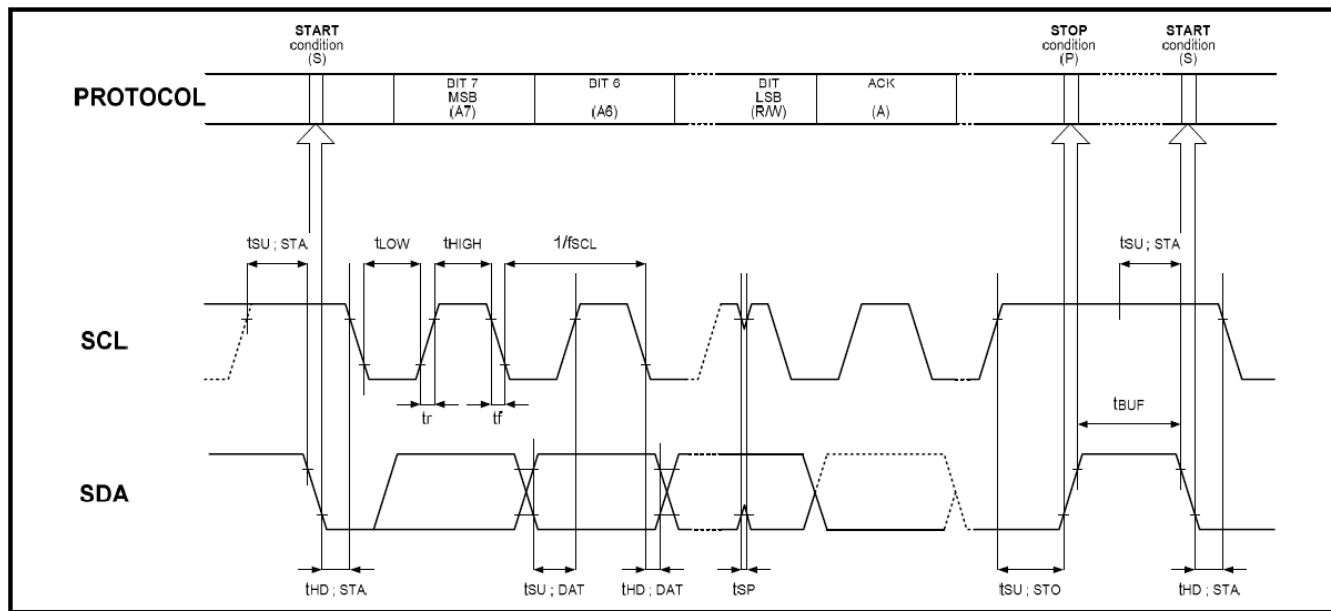 START
condition
(S)
STOP
condition
(P)
START
condition
(S)
PROTOCOL
BIT 7
MSB
(A7)
BIT 6
(A6)
BIT
LSB
(R/W)
ACK
(A)
tSU ; STA
tLOW
tHIGH
1/fSCL
tSU ; STA
SCL
tr
tf
tBUF
SDA
tHD ; STA
tSU ; DAT
tHD ; DAT
tSP
tSU ; STO
tHD ; STA